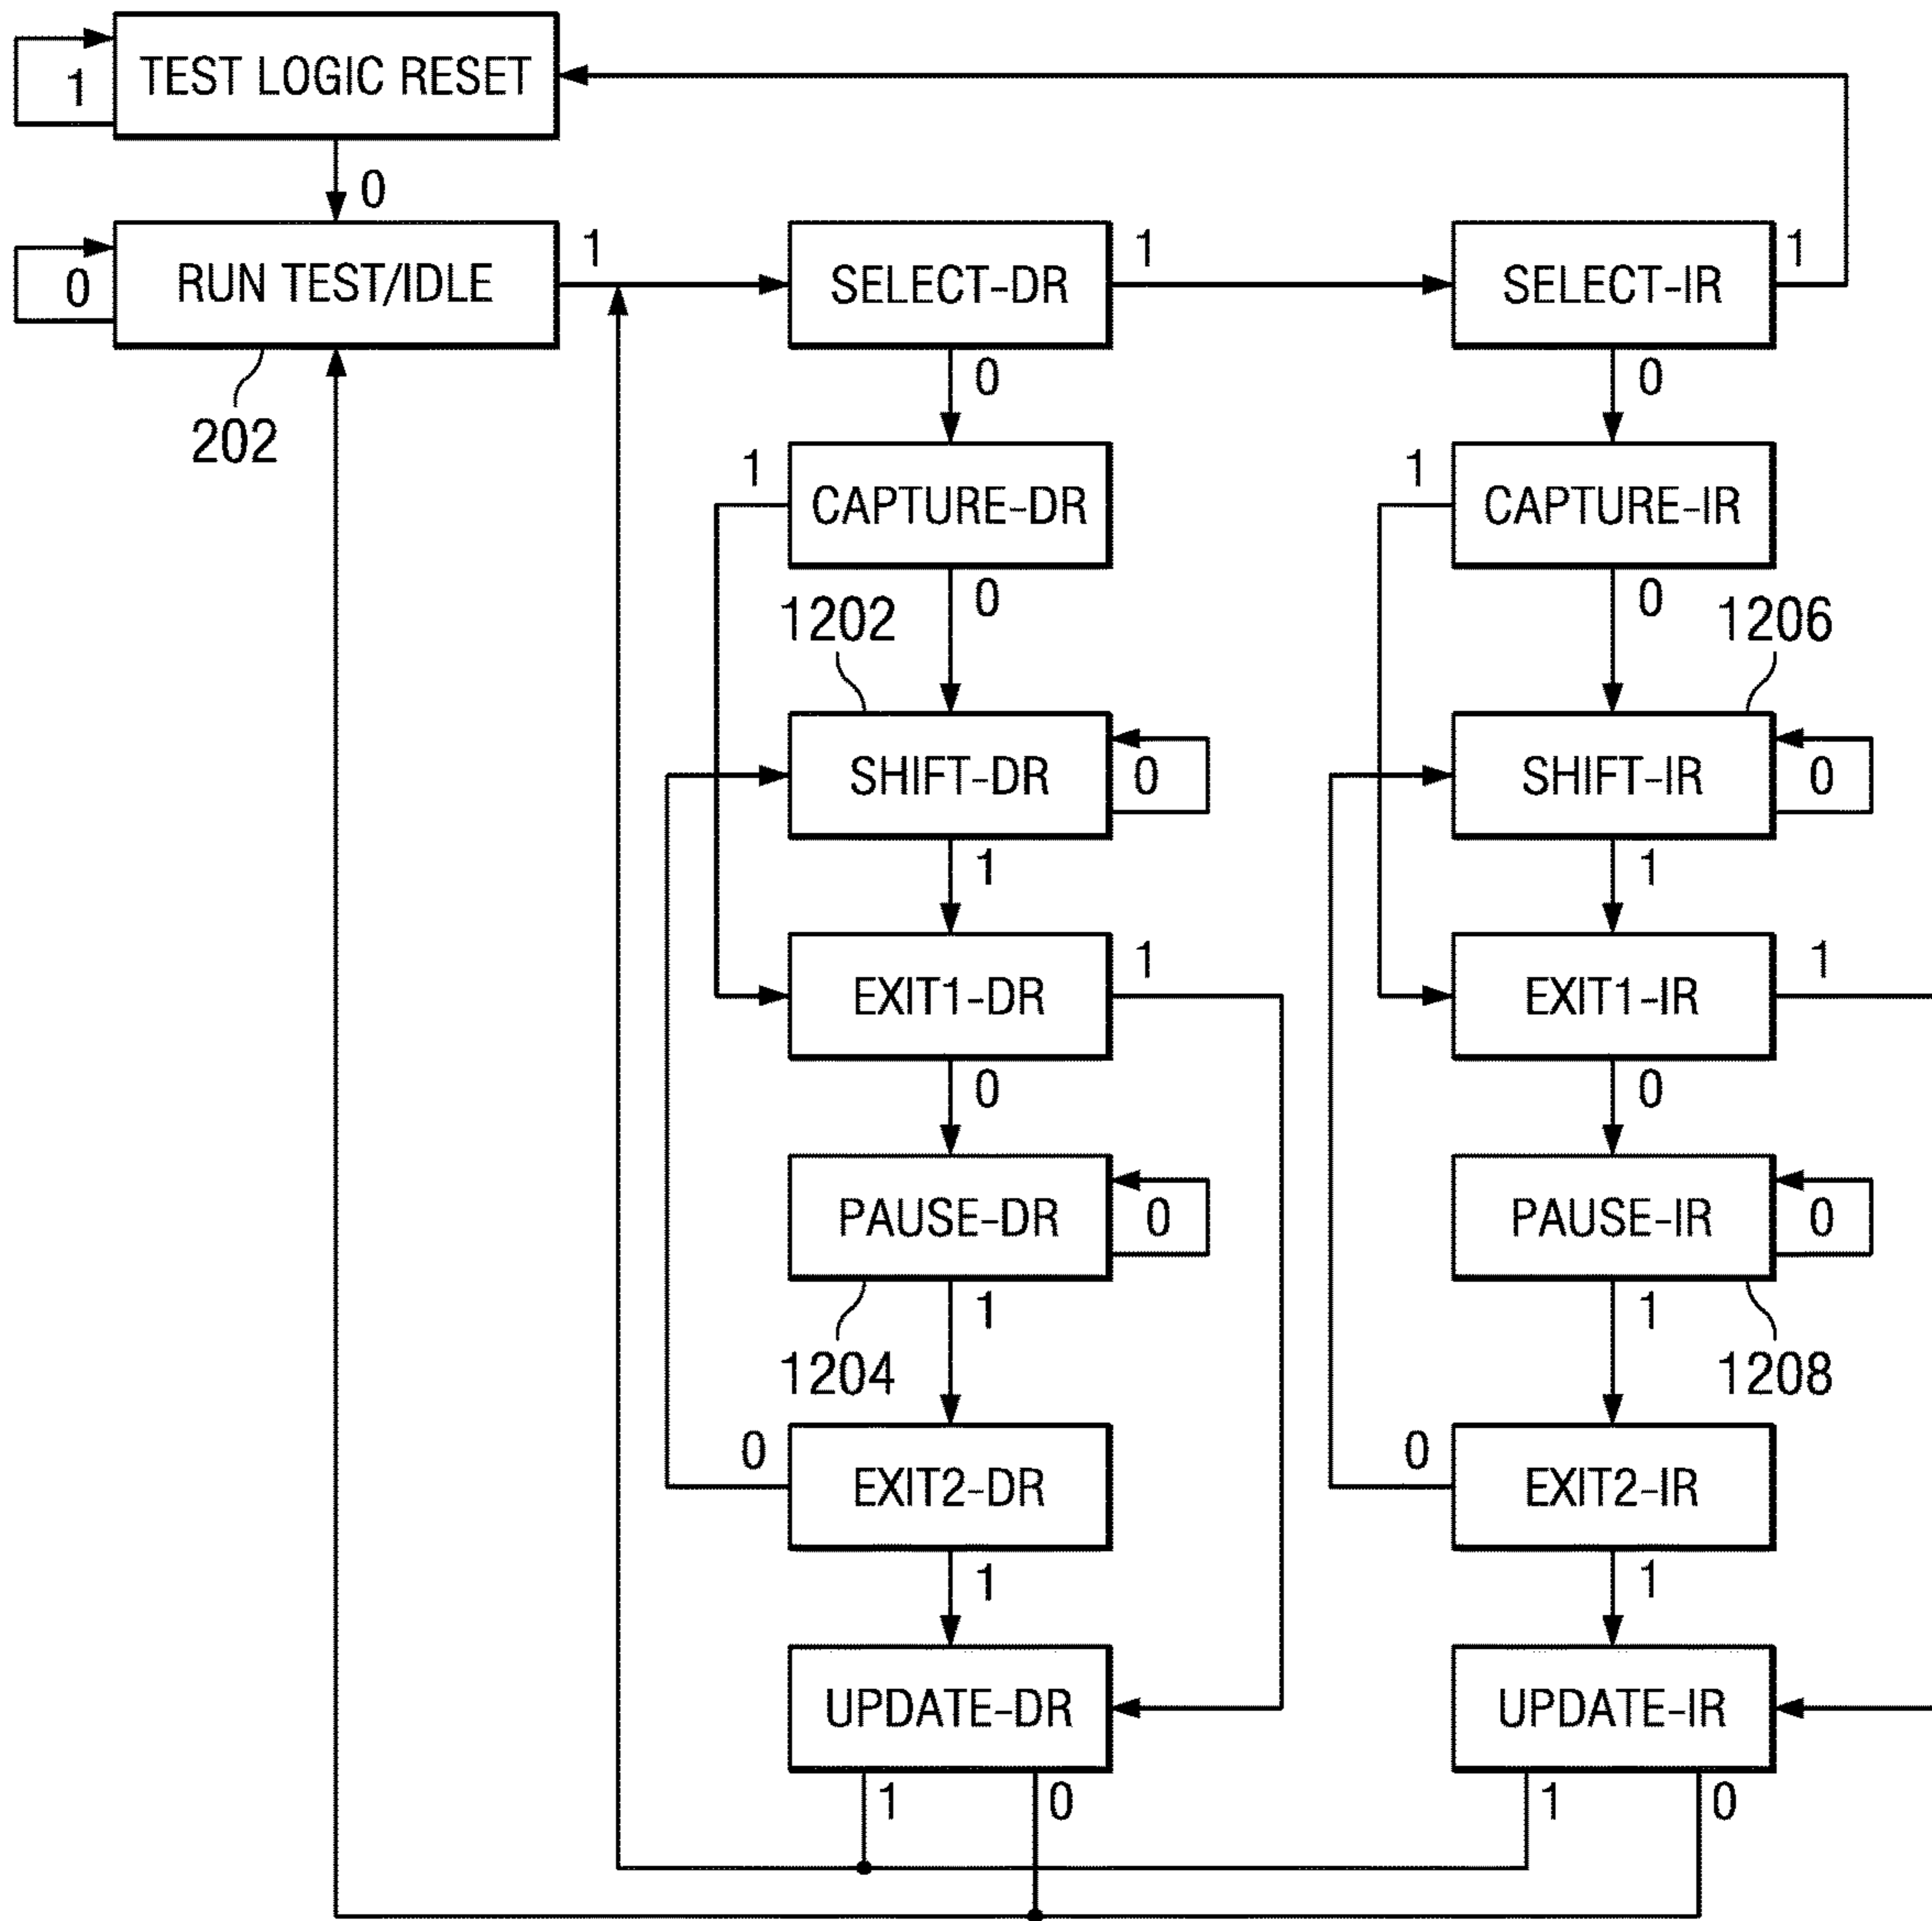 TEST LOGIC RESET
1
0
RUN TEST/IDLE
0
1
202
SELECT-DR
1
0
SELECT-IR
1
0
CAPTURE-DR
1
0
CAPTURE-IR
1
0
1202
SHIFT-DR
0
1
1206
SHIFT-IR
0
1
EXIT1-DR
1
0
EXIT1-IR
1
0
PAUSE-DR
0
1
1204
PAUSE-IR
0
1
1208
EXIT2-DR
0
1
EXIT2-IR
0
1
UPDATE-DR
1
0
UPDATE-IR
1
0